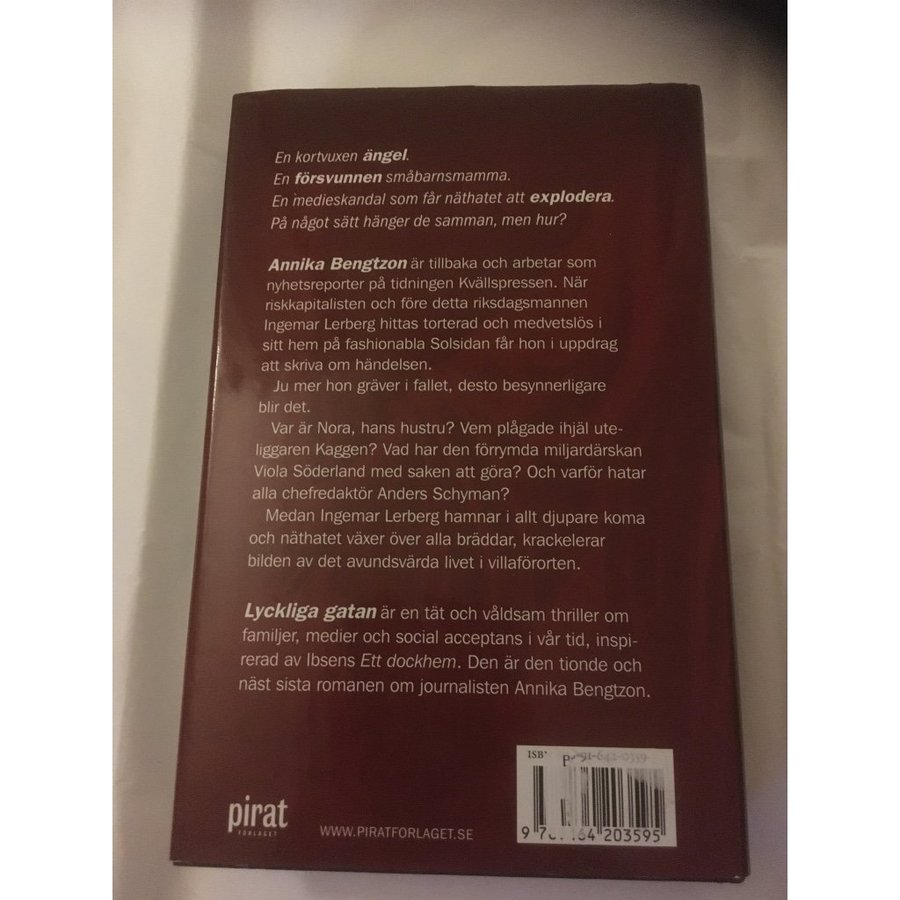 En kortvuxen ängel.
En försvunnen småbarnsmamma.
En medieskandal som får näthatet att explodera.
På något sätt hänger de samman, men hur?
Annika Bengtzon är tillbaka och arbetar som
nyhetsreporter på tidningen Kvällspressen. När
riskkapitalisten och före detta riksdagsmannen
Ingemar Lerberg hittas torterad och medvetslös i
sitt hem på fashionabla Solsidan får hon i uppdrag
att skriva om händelsen.
Ju mer hon gräver i fallet, desto besynnerligare
blir det.
Var är Nora, hans hustru? Vem plågade ihjäl ute-
liggaren Kaggen? Vad har den förrymda miljardärskan
Viola Söderland med saken att göra? Och varför hatar
alla chefredaktör Anders Schyman?
Medan Ingemar Lerberg hamnar i allt djupare koma
och näthatet växer över alla bräddar, krackelerar
bilden av det avundsvärda livet i villaförorten.
Lyckliga gatan är en tät och våldsam thriller om
familjer, medier och social acceptans i vår tid, inspi-
rerad av Ibsens Ett dockhem. Den är den tionde och
näst sista romanen om journalisten Annika Bengtzon.
pirat
FÖRLAGET
WWW.PIRATFORLAGET.SE
ISB
203595